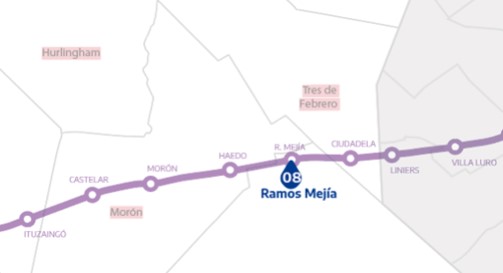 Hurlingham
Tres de
Febrero
R. MEJÍA
CIUDADELA
HAEDO
LINIERS
VILLA LURO
MORÓN
CASTELAR
08
Ramos Mejía
Morón
ITUZAINGÓ